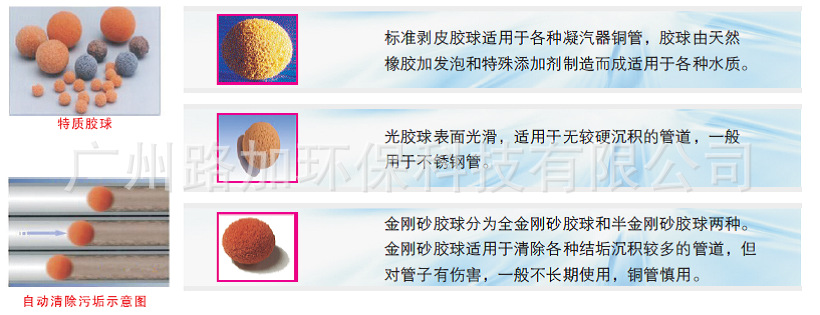 特质胶球
自动清除污垢示意图
标准剥皮胶球适用于各种凝汽器铜管，胶球由天然
橡胶加发泡和特殊添加剂制造而成适用于各种水质。
光胶球表面光滑，适用于无较硬沉积的管道，一般
用于不锈钢管。
金刚砂胶球分为全金刚砂胶球和半金刚砂胶球两种。
金刚砂胶球适用于清除各种结垢沉积较多的管道，但
对管子有伤害，一般不长期使用，铜管慎用。
广州路加环保科技有限公司